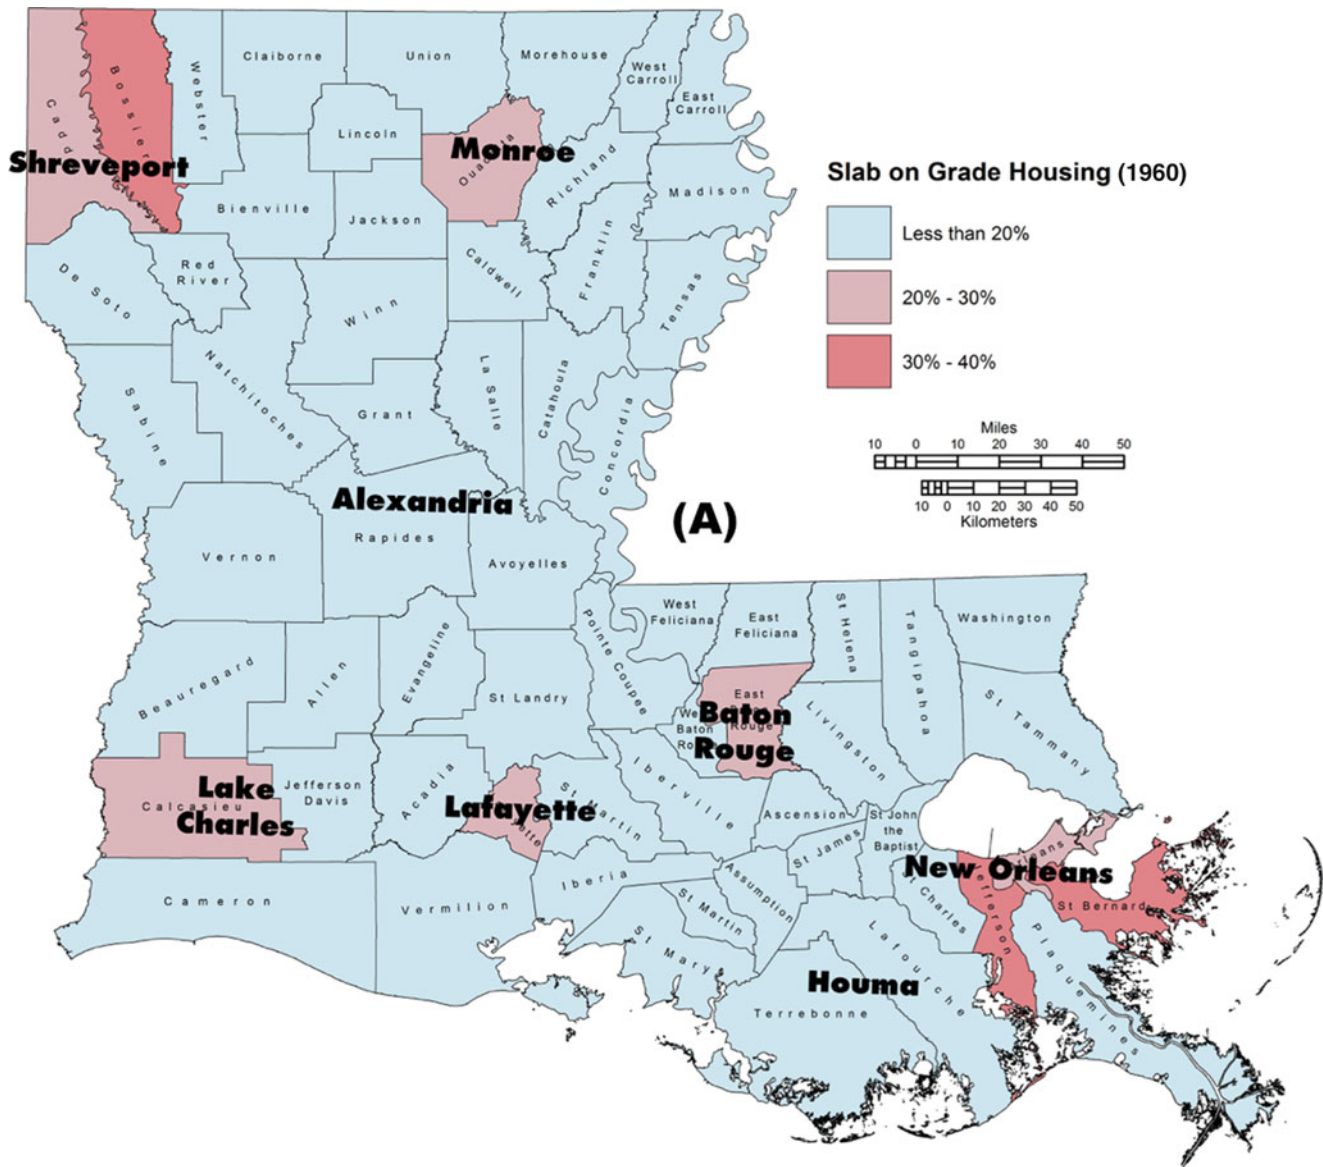 Claiborne
Union
Morehouse
West
Carroll
East
Carroll
Webster
Bossier
Lincoln
Monroe
Shreveport
Richland
Madison
Bienville
Jackson
Franklin
Caldwell
Tensas
De Soto
Red
River
Winn
Natchitoches
La Salle
Catahoula
Sabine
Grant
Concordia
Alexandria
Rapides
Vernon
Avoyelles
Slab on Grade Housing (1960)
Less than 20%
20% - 30%
30% - 40%
Miles
10 0 10 20 30 40 50
10 0 10 20 30 40 50
Kilometers
(A)
West
Feliciana
East
Feliciana
St Helena
Tangipahoa
Washington
Pointe Coupee
Evangeline
Beauregard
Allen
St Landry
East
Baton
Rouge
Baton
Rouge
Livingston
St Tammany
Lake
Charles
Calcasieu
Jefferson
Davis
Acadia
Lafayette
St Martin
Iberville
Ascension
St James
St John
the
Baptist
New Orleans
St Bernard
Jefferson
St Charles
Plaquemines
Cameron
Vermilion
Iberia
St Martin
Assumption
St Mary
Lafourche
Houma
Terrebonne